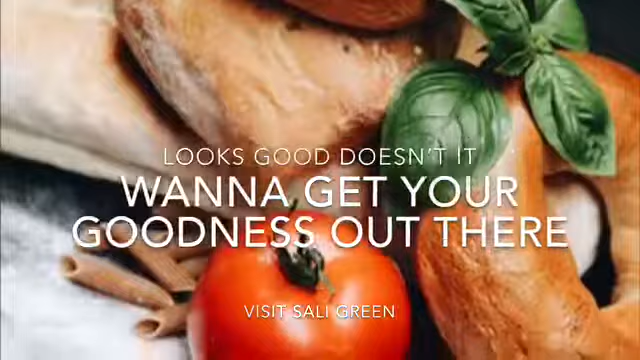 LOOKS GOOD DOESN'T IT
WANNA GET YOUR
GOODNESS OUT THERE
VISIT SALI GREEN